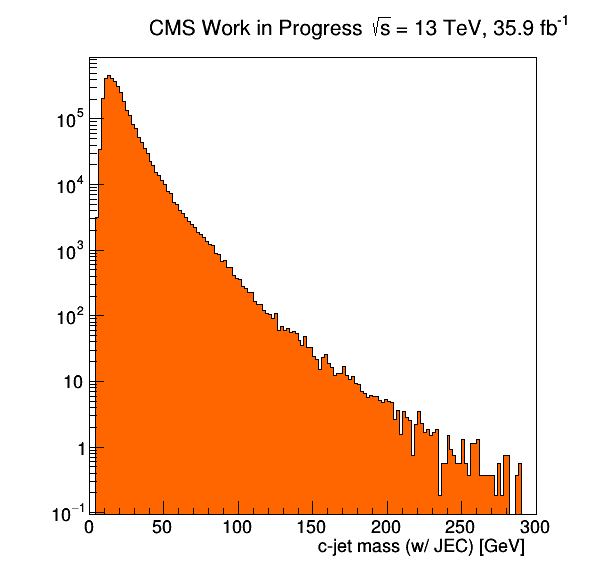 CMS Work in Progress √s = 13 TeV, 35.9 fb⁻¹
10⁵
10⁴
10³
10²
10
1
10⁻¹
0 50 100 150 200 250 300
c-jet mass (w/ JEC) [GeV]